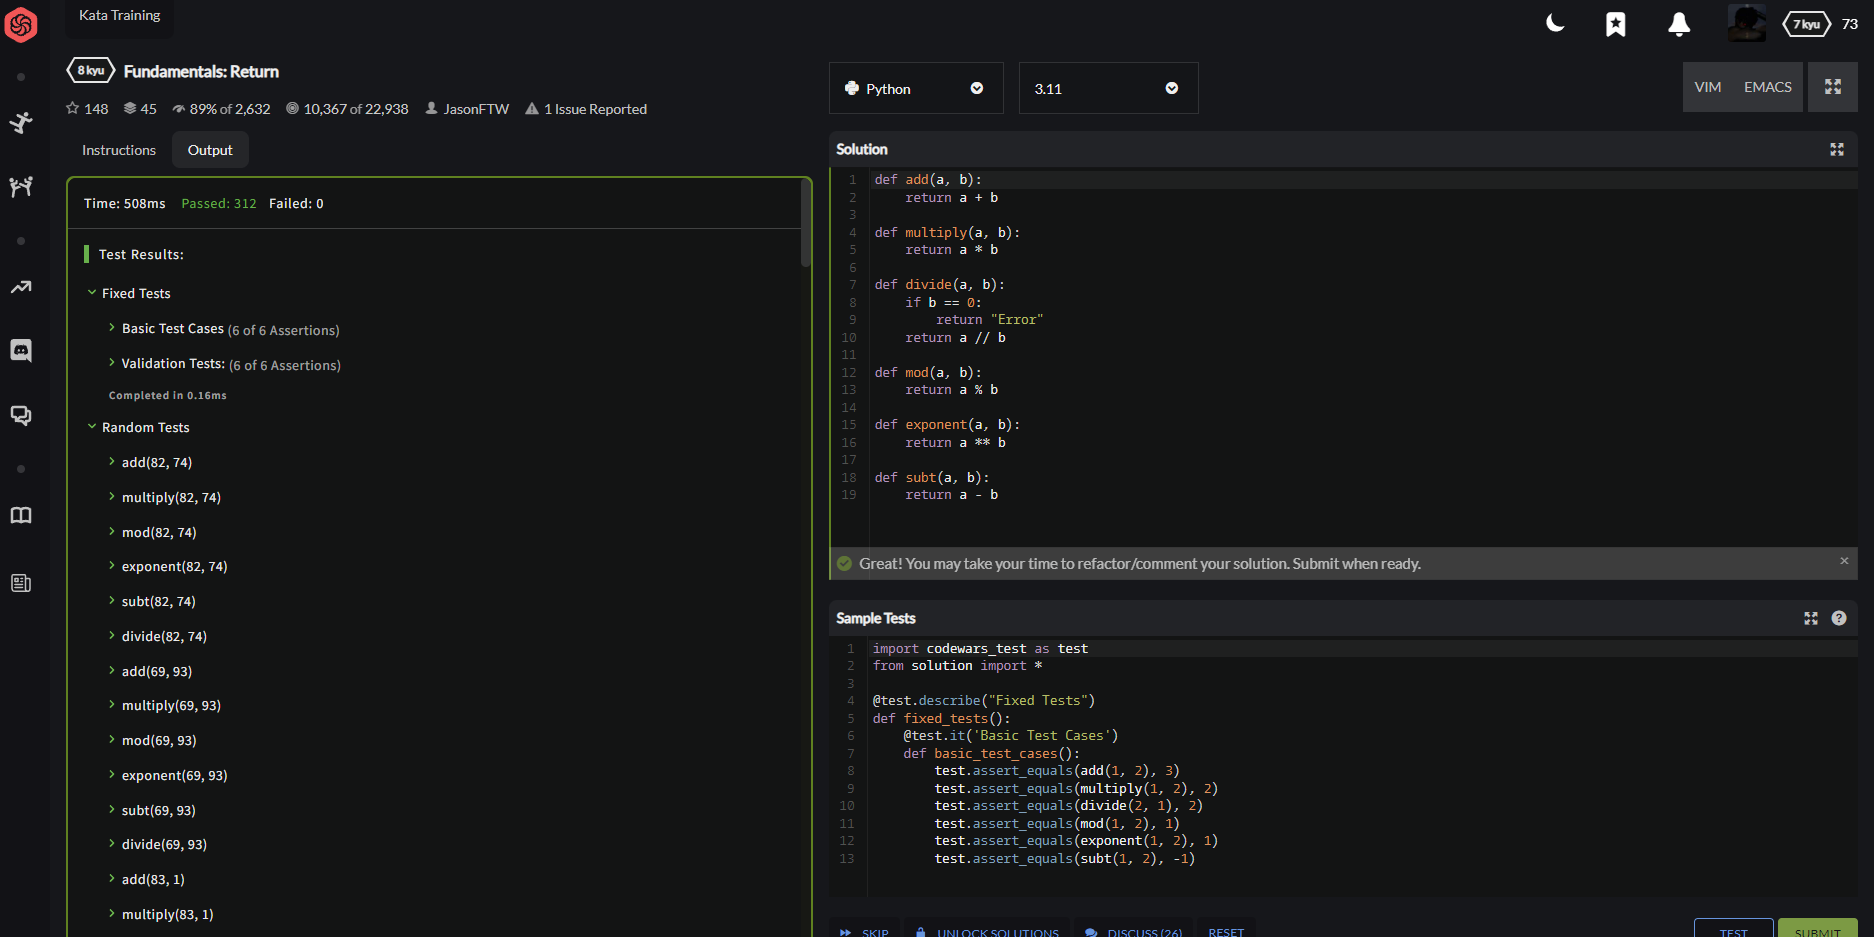 Kata Training
7 kyu 73
8 kyu Fundamentals: Return
148 45 89% of 2,632 10,367 of 22,938 JasonFTW 1 Issue Reported
Instructions Output
Time: 508ms Passed: 312 Failed: 0
Test Results:
Fixed Tests
Basic Test Cases (6 of 6 Assertions)
Validation Tests: (6 of 6 Assertions)
Completed in 0.16ms
Random Tests
add(82, 74)
multiply(82, 74)
mod(82, 74)
exponent(82, 74)
subt(82, 74)
divide(82, 74)
add(69, 93)
multiply(69, 93)
mod(69, 93)
exponent(69, 93)
subt(69, 93)
divide(69, 93)
add(83, 1)
multiply(83, 1)
Python 3.11 VIM EMACS
Solution
1 def add(a, b):
2     return a + b
3
4 def multiply(a, b):
5     return a * b
6
7 def divide(a, b):
8     if b == 0:
9         return "Error"
10     return a // b
11
12 def mod(a, b):
13     return a % b
14
15 def exponent(a, b):
16     return a ** b
17
18 def subt(a, b):
19     return a - b
Great! You may take your time to refactor/comment your solution. Submit when ready.
Sample Tests
1 import codewars_test as test
2 from solution import *
3
4 @test.describe("Fixed Tests")
5 def fixed_tests():
6     @test.it('Basic Test Cases')
7     def basic_test_cases():
8         test.assert_equals(add(1, 2), 3)
9         test.assert_equals(multiply(1, 2), 2)
10         test.assert_equals(divide(2, 1), 2)
11         test.assert_equals(mod(1, 2), 1)
12         test.assert_equals(exponent(1, 2), 1)
13         test.assert_equals(subt(1, 2), -1)
SKIP UNLOCK SOLUTIONS DISCUSS (26) RESET TEST SUBMIT